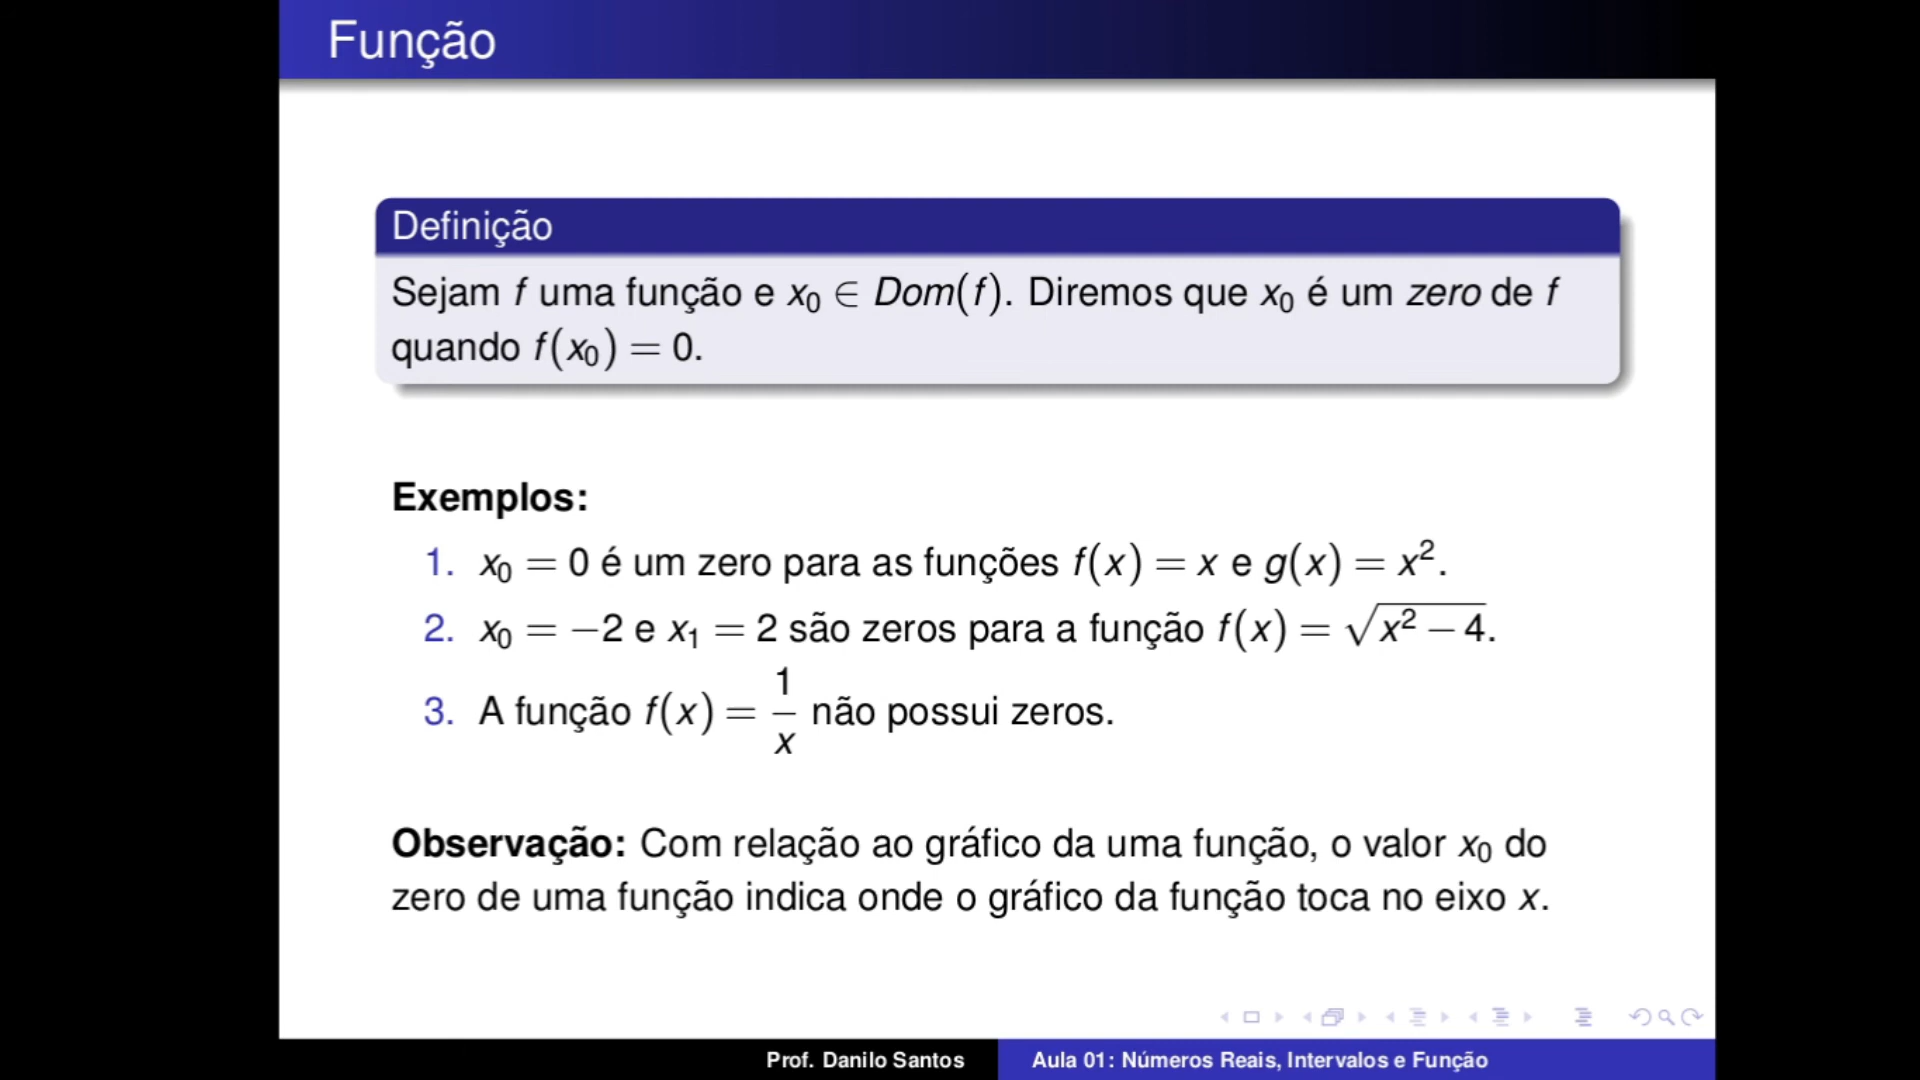 Função
Definição
Sejam f uma função e x₀ ∈ Dom(f). Diremos que x₀ é um zero de f
quando f(x₀) = 0.
Exemplos:
1. x₀ = 0 é um zero para as funções f(x) = x e g(x) = x².
2. x₀ = −2 e x₁ = 2 são zeros para a função f(x) = √(x² − 4).
3. A função f(x) = 1/x não possui zeros.
Observação: Com relação ao gráfico da uma função, o valor x₀ do
zero de uma função indica onde o gráfico da função toca no eixo x.
Prof. Danilo Santos
Aula 01: Números Reais, Intervalos e Função